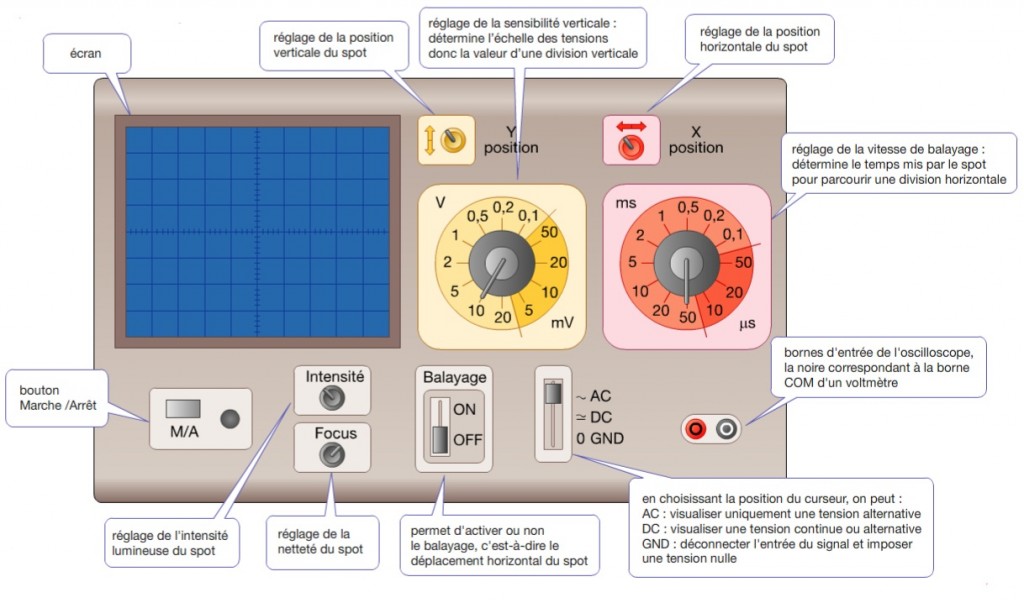 écran
réglage de la position
verticale du spot
réglage de la sensibilité verticale :
détermine l'échelle des tensions
donc la valeur d'une division verticale
réglage de la position
horizontale du spot
Y
position
X
position
réglage de la vitesse de balayage :
détermine le temps mis par le spot
pour parcourir une division horizontale
V
0,5 0,2 0,1
1 50
2 20
5 10
10 20 5
mV
ms
0,5 0,2
1 0,1
2 50
5 20
10 20 50 10
µs
bornes d'entrée de l'oscilloscope,
la noire correspondant à la borne
COM d'un voltmètre
bouton
Marche /Arrêt
M/A
Intensité
Focus
Balayage
ON
OFF
~ AC
≃ DC
0 GND
réglage de l'intensité
lumineuse du spot
réglage de la
netteté du spot
permet d'activer ou non
le balayage, c'est-à-dire le
déplacement horizontal du spot
en choisissant la position du curseur, on peut :
AC : visualiser uniquement une tension alternative
DC : visualiser une tension continue ou alternative
GND : déconnecter l'entrée du signal et imposer
une tension nulle